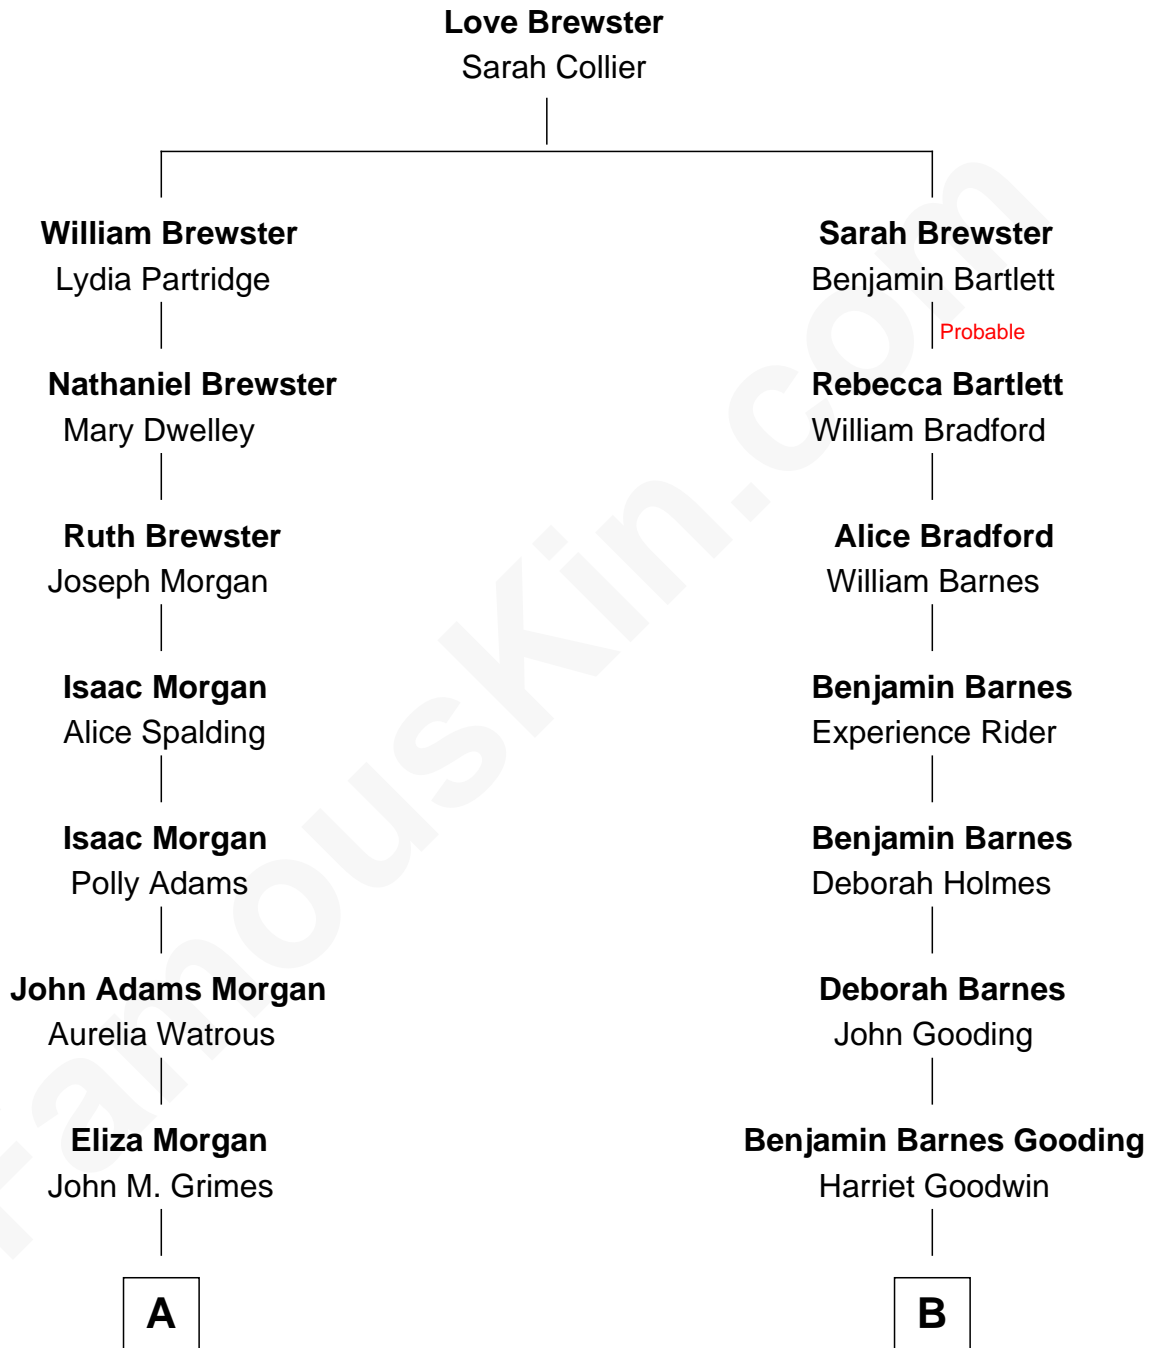 Love Brewster
Sarah Collier
William Brewster
Lydia Partridge
Sarah Brewster
Benjamin Bartlett
Probable
Nathaniel Brewster
Mary Dwelley
Rebecca Bartlett
William Bradford
Ruth Brewster
Joseph Morgan
Alice Bradford
William Barnes
Isaac Morgan
Alice Spalding
Benjamin Barnes
Experience Rider
Isaac Morgan
Polly Adams
Benjamin Barnes
Deborah Holmes
John Adams Morgan
Aurelia Watrous
Deborah Barnes
John Gooding
Eliza Morgan
John M. Grimes
Benjamin Barnes Gooding
Harriet Goodwin
A
B
FamousKin.com